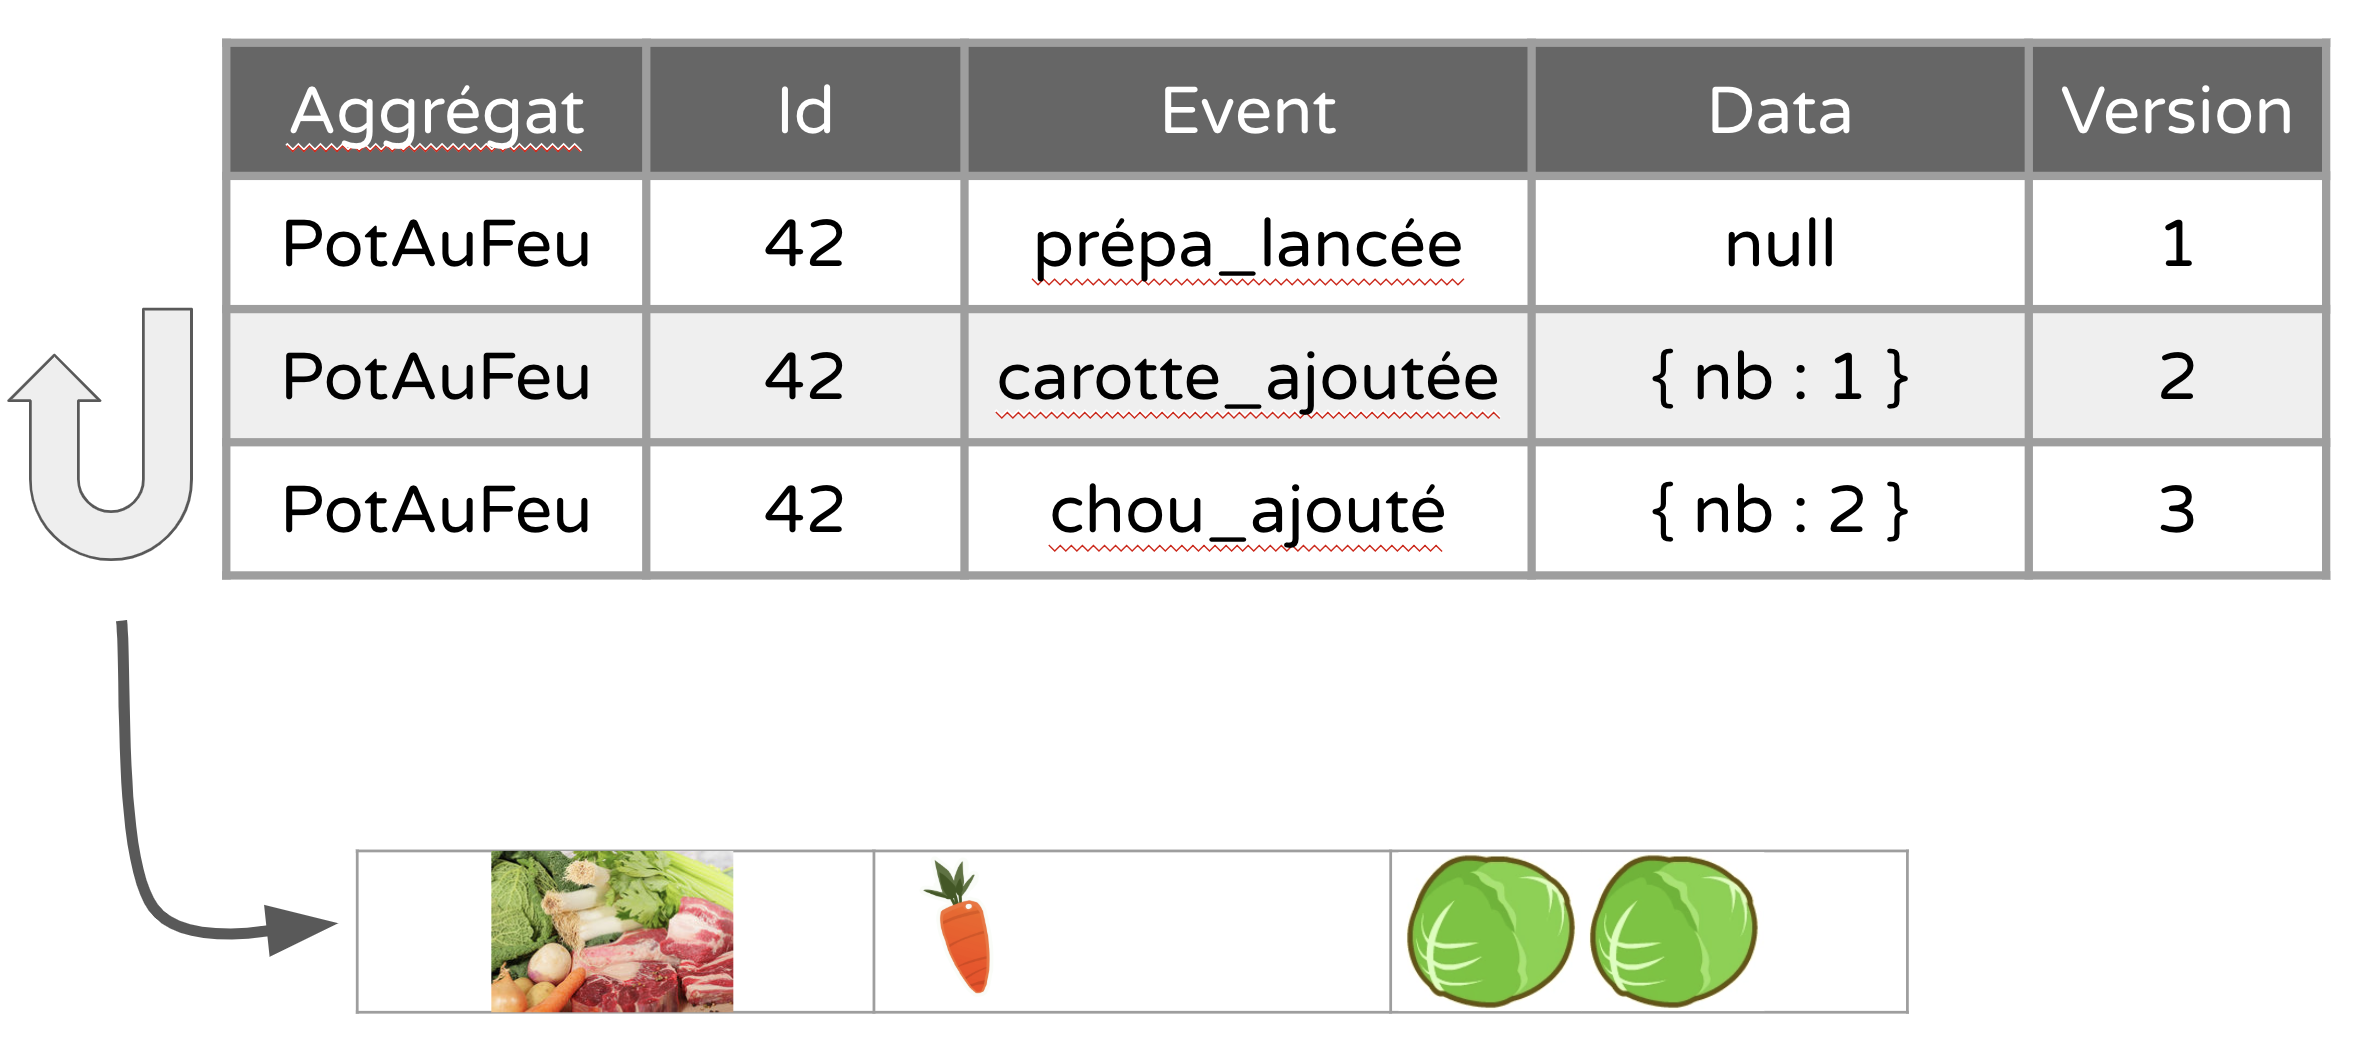 Aggrégat Id Event Data Version
PotAuFeu 42 prépa_lancée null 1
PotAuFeu 42 carotte_ajoutée { nb : 1 } 2
PotAuFeu 42 chou_ajouté { nb : 2 } 3